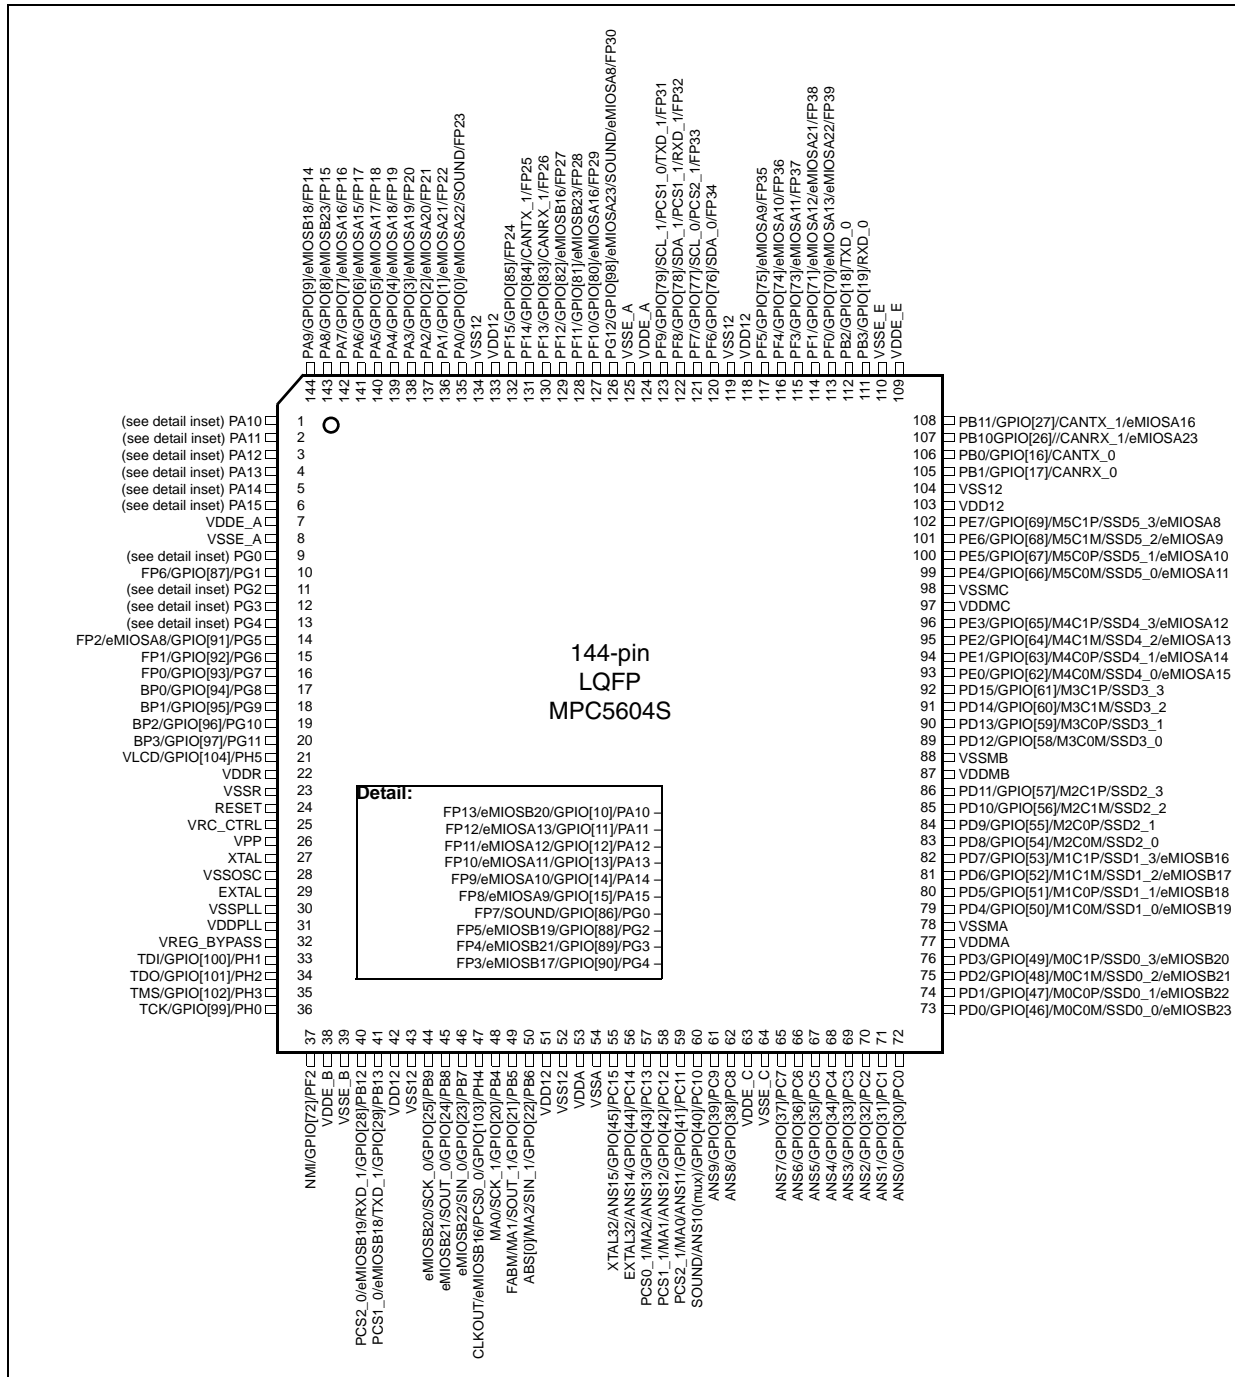 PA9/GPIO[9]/eMIOSB18/FP14
PA8/GPIO[8]/eMIOSB23/FP15
PA7/GPIO[7]/eMIOSA16/FP16
PA6/GPIO[6]/eMIOSA15/FP17
PA5/GPIO[5]/eMIOSA17/FP18
PA4/GPIO[4]/eMIOSA18/FP19
PA3/GPIO[3]/eMIOSA19/FP20
PA2/GPIO[2]/eMIOSA20/FP21
PA1/GPIO[1]/eMIOSA21/FP22
PA0/GPIO[0]/eMIOSA22/SOUND/FP23
VSS12
VDD12
PF15/GPIO[85]/FP24
PF14/GPIO[84]/CANTX_1/FP25
PF13/GPIO[83]/CANRX_1/FP26
PF12/GPIO[82]/eMIOSB16/FP27
PF11/GPIO[81]/eMIOSB23/FP28
PF10/GPIO[80]/eMIOSA16/FP29
PG12/GPIO[98]/eMIOSA23/SOUND/eMIOSA8/FP30
VSSE_A
VDDE_A
PF9/GPIO[79]/SCL_1/PCS1_0/TXD_1/FP31
PF8/GPIO[78]/SDA_1/PCS1_1/RXD_1/FP32
PF7/GPIO[77]/SCL_0/PCS2_1/FP33
PF6/GPIO[76]/SDA_0/FP34
VSS12
VDD12
PF5/GPIO[75]/eMIOSA9/FP35
PF4/GPIO[74]/eMIOSA10/FP36
PF3/GPIO[73]/eMIOSA11/FP37
PF1/GPIO[71]/eMIOSA12/eMIOSA21/FP38
PF0/GPIO[70]/eMIOSA13/eMIOSA22/FP39
PB2/GPIO[18]/TXD_0
PB3/GPIO[19]/RXD_0
VSSE_E
VDDE_E
144
143
142
141
140
139
138
137
136
135
134
133
132
131
130
129
128
127
126
125
124
123
122
121
120
119
118
117
116
115
114
113
112
111
110
109
(see detail inset) PA10 1
(see detail inset) PA11 2
(see detail inset) PA12 3
(see detail inset) PA13 4
(see detail inset) PA14 5
(see detail inset) PA15 6
VDDE_A 7
VSSE_A 8
(see detail inset) PG0 9
FP6/GPIO[87]/PG1 10
(see detail inset) PG2 11
(see detail inset) PG3 12
(see detail inset) PG4 13
FP2/eMIOSA8/GPIO[91]/PG5 14
FP1/GPIO[92]/PG6 15
FP0/GPIO[93]/PG7 16
BP0/GPIO[94]/PG8 17
BP1/GPIO[95]/PG9 18
BP2/GPIO[96]/PG10 19
BP3/GPIO[97]/PG11 20
VLCD/GPIO[104]/PH5 21
VDDR 22
VSSR 23
RESET 24
VRC_CTRL 25
VPP 26
XTAL 27
VSSOSC 28
EXTAL 29
VSSPLL 30
VDDPLL 31
VREG_BYPASS 32
TDI/GPIO[100]/PH1 33
TDO/GPIO[101]/PH2 34
TMS/GPIO[102]/PH3 35
TCK/GPIO[99]/PH0 36
144-pin
LQFP
MPC5604S
Detail:
FP13/eMIOSB20/GPIO[10]/PA10
FP12/eMIOSA13/GPIO[11]/PA11
FP11/eMIOSA12/GPIO[12]/PA12
FP10/eMIOSA11/GPIO[13]/PA13
FP9/eMIOSA10/GPIO[14]/PA14
FP8/eMIOSA9/GPIO[15]/PA15
FP7/SOUND/GPIO[86]/PG0
FP5/eMIOSB19/GPIO[88]/PG2
FP4/eMIOSB21/GPIO[89]/PG3
FP3/eMIOSB17/GPIO[90]/PG4
108 PB11/GPIO[27]/CANTX_1/eMIOSA16
107 PB10GPIO[26]//CANRX_1/eMIOSA23
106 PB0/GPIO[16]/CANTX_0
105 PB1/GPIO[17]/CANRX_0
104 VSS12
103 VDD12
102 PE7/GPIO[69]/M5C1P/SSD5_3/eMIOSA8
101 PE6/GPIO[68]/M5C1M/SSD5_2/eMIOSA9
100 PE5/GPIO[67]/M5C0P/SSD5_1/eMIOSA10
99 PE4/GPIO[66]/M5C0M/SSD5_0/eMIOSA11
98 VSSMC
97 VDDMC
96 PE3/GPIO[65]/M4C1P/SSD4_3/eMIOSA12
95 PE2/GPIO[64]/M4C1M/SSD4_2/eMIOSA13
94 PE1/GPIO[63]/M4C0P/SSD4_1/eMIOSA14
93 PE0/GPIO[62]/M4C0M/SSD4_0/eMIOSA15
92 PD15/GPIO[61]/M3C1P/SSD3_3
91 PD14/GPIO[60]/M3C1M/SSD3_2
90 PD13/GPIO[59]/M3C0P/SSD3_1
89 PD12/GPIO[58/M3C0M/SSD3_0
88 VSSMB
87 VDDMB
86 PD11/GPIO[57]/M2C1P/SSD2_3
85 PD10/GPIO[56]/M2C1M/SSD2_2
84 PD9/GPIO[55]/M2C0P/SSD2_1
83 PD8/GPIO[54]/M2C0M/SSD2_0
82 PD7/GPIO[53]/M1C1P/SSD1_3/eMIOSB16
81 PD6/GPIO[52]/M1C1M/SSD1_2/eMIOSB17
80 PD5/GPIO[51]/M1C0P/SSD1_1/eMIOSB18
79 PD4/GPIO[50]/M1C0M/SSD1_0/eMIOSB19
78 VSSMA
77 VDDMA
76 PD3/GPIO[49]/M0C1P/SSD0_3/eMIOSB20
75 PD2/GPIO[48]/M0C1M/SSD0_2/eMIOSB21
74 PD1/GPIO[47]/M0C0P/SSD0_1/eMIOSB22
73 PD0/GPIO[46]/M0C0M/SSD0_0/eMIOSB23
37
38
39
40
41
42
43
44
45
46
47
48
49
50
51
52
53
54
55
56
57
58
59
60
61
62
63
64
65
66
67
68
69
70
71
72
NMI/GPIO[72]/PF2
VDDE_B
VSSE_B
PCS2_0/eMIOSB19/RXD_1/GPIO[28]/PB12
PCS1_0/eMIOSB18/TXD_1/GPIO[29]/PB13
VDD12
VSS12
eMIOSB20/SCK_0/GPIO[25]/PB9
eMIOSB21/SOUT_0/GPIO[24]/PB8
eMIOSB22/SIN_0/GPIO[23]/PB7
CLKOUT/eMIOSB16/PCS0_0/GPIO[103]/PH4
MA0/SCK_1/GPIO[20]/PB4
FABM/MA1/SOUT_1/GPIO[21]/PB5
ABS[0]/MA2/SIN_1/GPIO[22]/PB6
VDD12
VSS12
VDDA
VSSA
XTAL32/ANS15/GPIO[45]/PC15
EXTAL32/ANS14/GPIO[44]/PC14
PCS0_1/MA2/ANS13/GPIO[43]/PC13
PCS1_1/MA1/ANS12/GPIO[42]/PC12
PCS2_1/MA0/ANS11/GPIO[41]/PC11
SOUND/ANS10(mux)/GPIO[40]/PC10
ANS9/GPIO[39]/PC9
ANS8/GPIO[38]/PC8
VDDE_C
VSSE_C
ANS7/GPIO[37]/PC7
ANS6/GPIO[36]/PC6
ANS5/GPIO[35]/PC5
ANS4/GPIO[34]/PC4
ANS3/GPIO[33]/PC3
ANS2/GPIO[32]/PC2
ANS1/GPIO[31]/PC1
ANS0/GPIO[30]/PC0